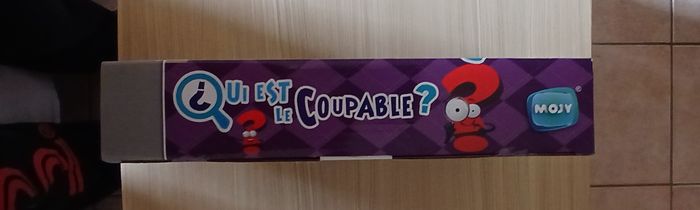 QUI EST
LE COUPABLE ?
MOJY ®